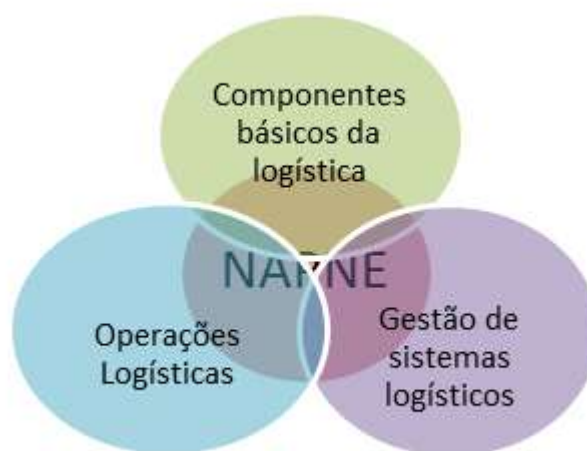 Componentes
básicos da
logística
NAPNE
Operações
Logísticas
Gestão de
sistemas
logísticos